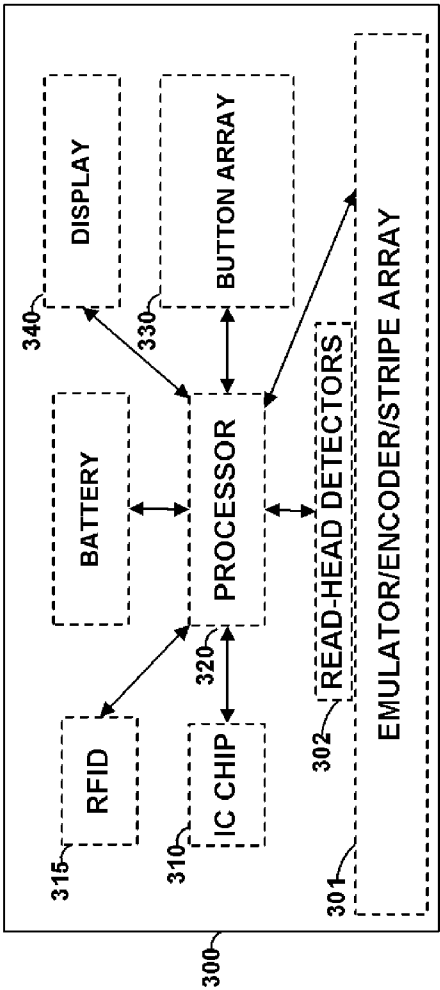 315
RFID
BATTERY
340
DISPLAY
330
BUTTON ARRAY
310
IC CHIP
320
PROCESSOR
300
302
READ-HEAD DETECTORS
301
EMULATOR/ENCODER/STRIPE ARRAY